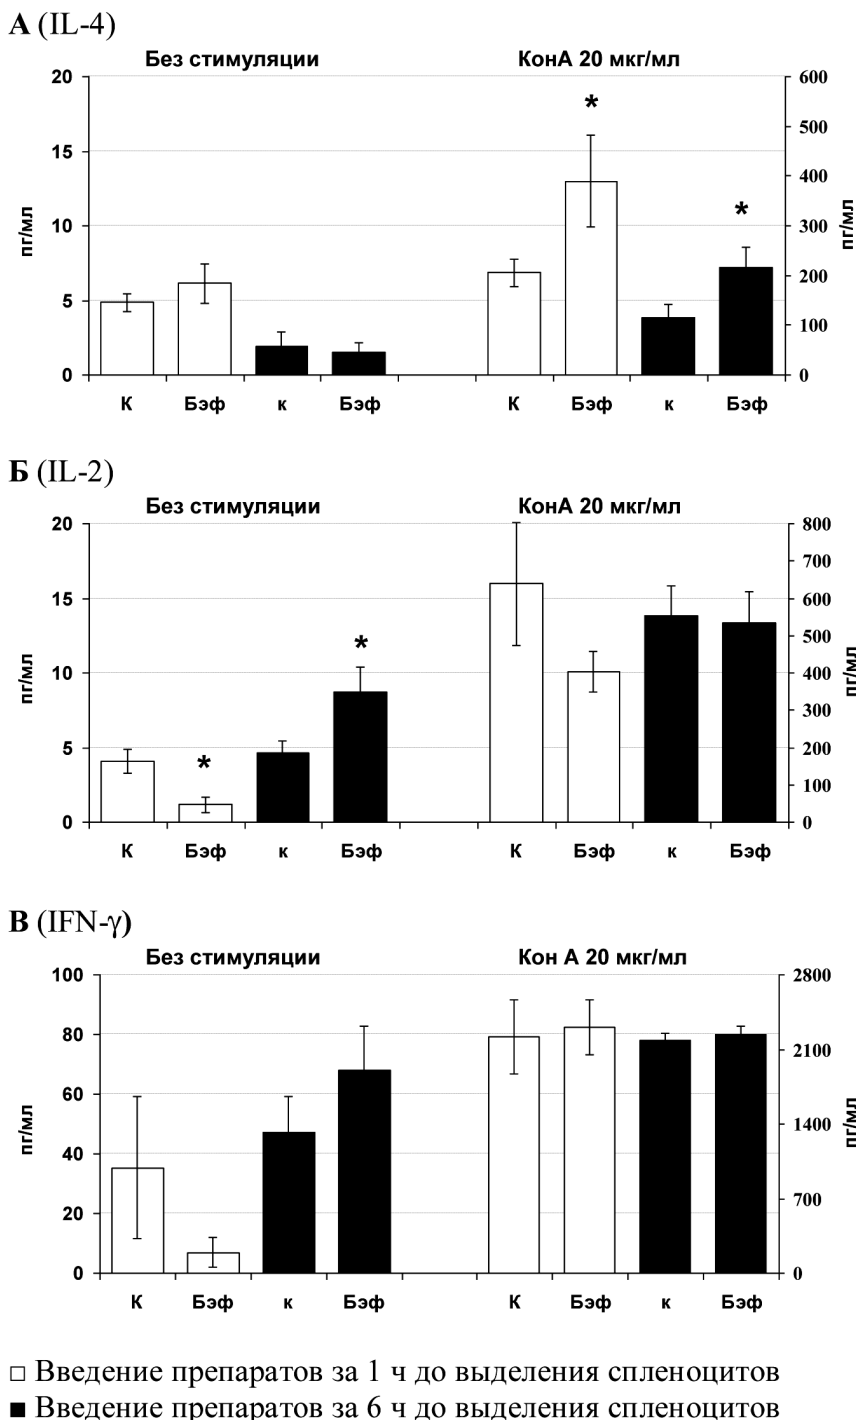 А (IL-4)
Без стимуляции КонА 20 мкг/мл
20 600
* 500
15 400
пг/мл * пг/мл
10 300
200
5 100
0 0
К Бэф к Бэф К Бэф к Бэф
Б (IL-2)
Без стимуляции КонА 20 мкг/мл
20 800
700
15 600
* 500
пг/мл 10 400 пг/мл
300
5 * 200
100
0 0
К Бэф к Бэф К Бэф к Бэф
В (IFN-γ)
Без стимуляции Кон А 20 мкг/мл
100 2800
80 2100
пг/мл 60 пг/мл
40 1400
20 700
0 0
К Бэф к Бэф К Бэф к Бэф
□ Введение препаратов за 1 ч до выделения спленоцитов
■ Введение препаратов за 6 ч до выделения спленоцитов